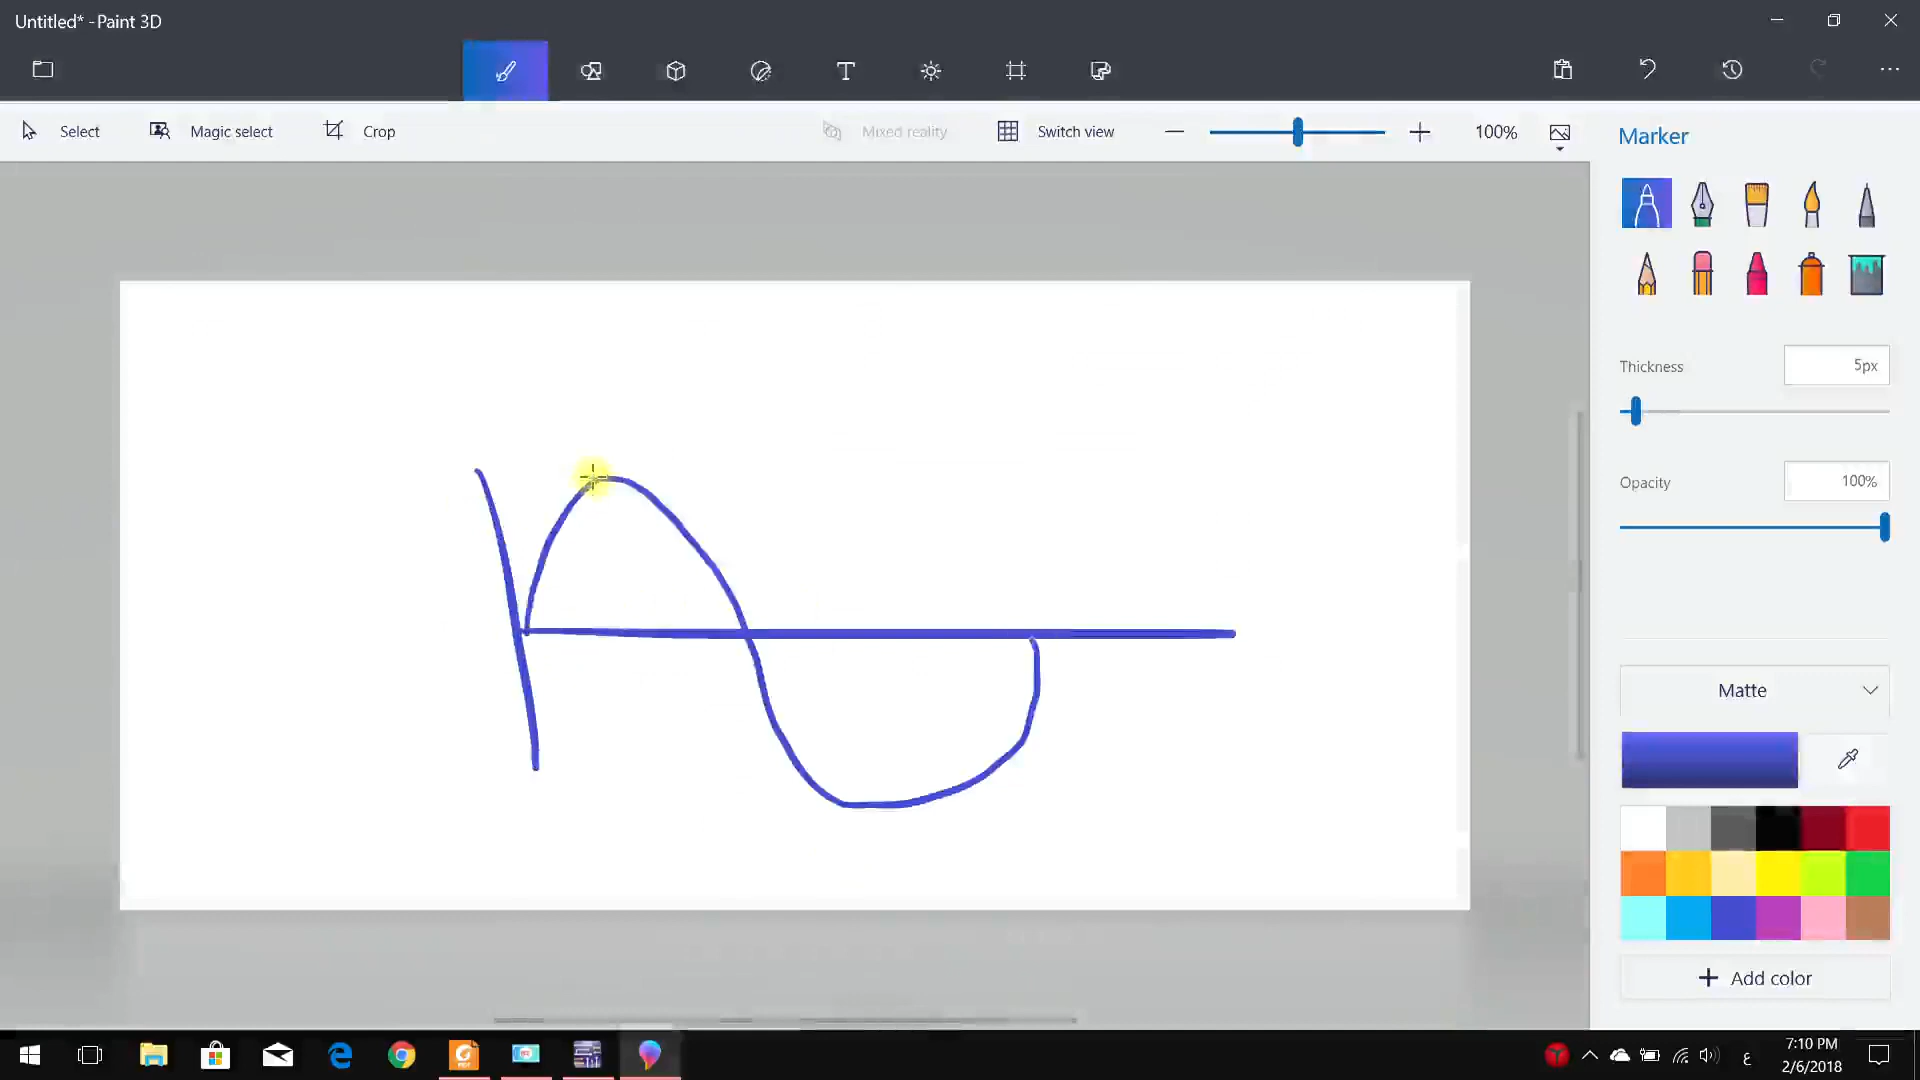 Untitled* - Paint 3D
Select
Magic select
Crop
Mixed reality
Switch view
100%
Marker
Thickness
5px
Opacity
100%
Matte
Add color
ع
7:10 PM
2/6/2018